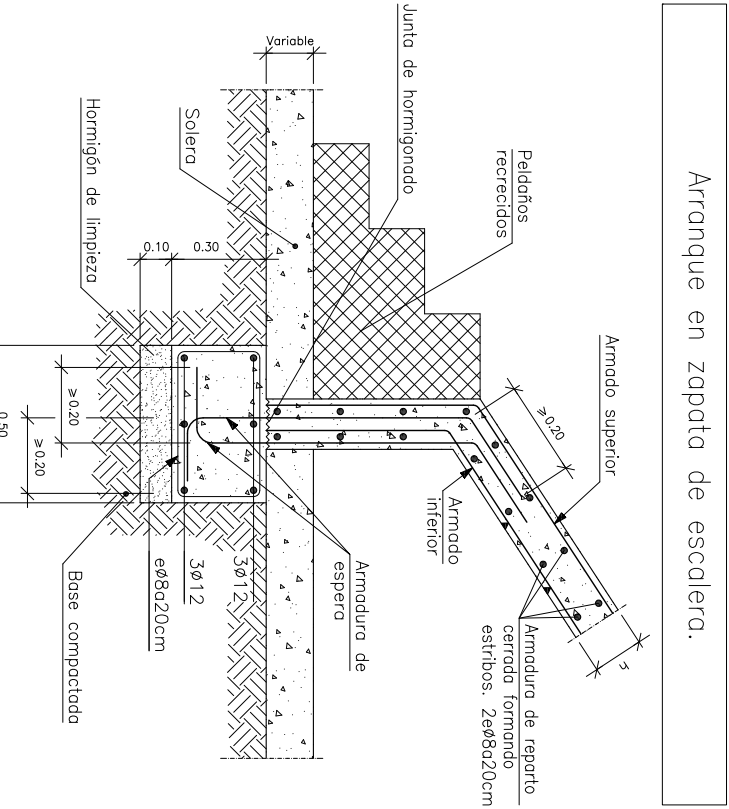 Arranque en zapata de escalera.
Armado superior
≥0.20
Peldaños
recrecidos
Junta de hormigonado
Variable
Solera
Hormigón de limpieza
0.10
0.30
Armado
inferior
Armadura de reparto
cerrada formando
estribos. 2eø8a20cm
Armadura de
espera
3ø12
3ø12
eø8a20cm
Base compactada
≥0.20
≥0.20
0.50